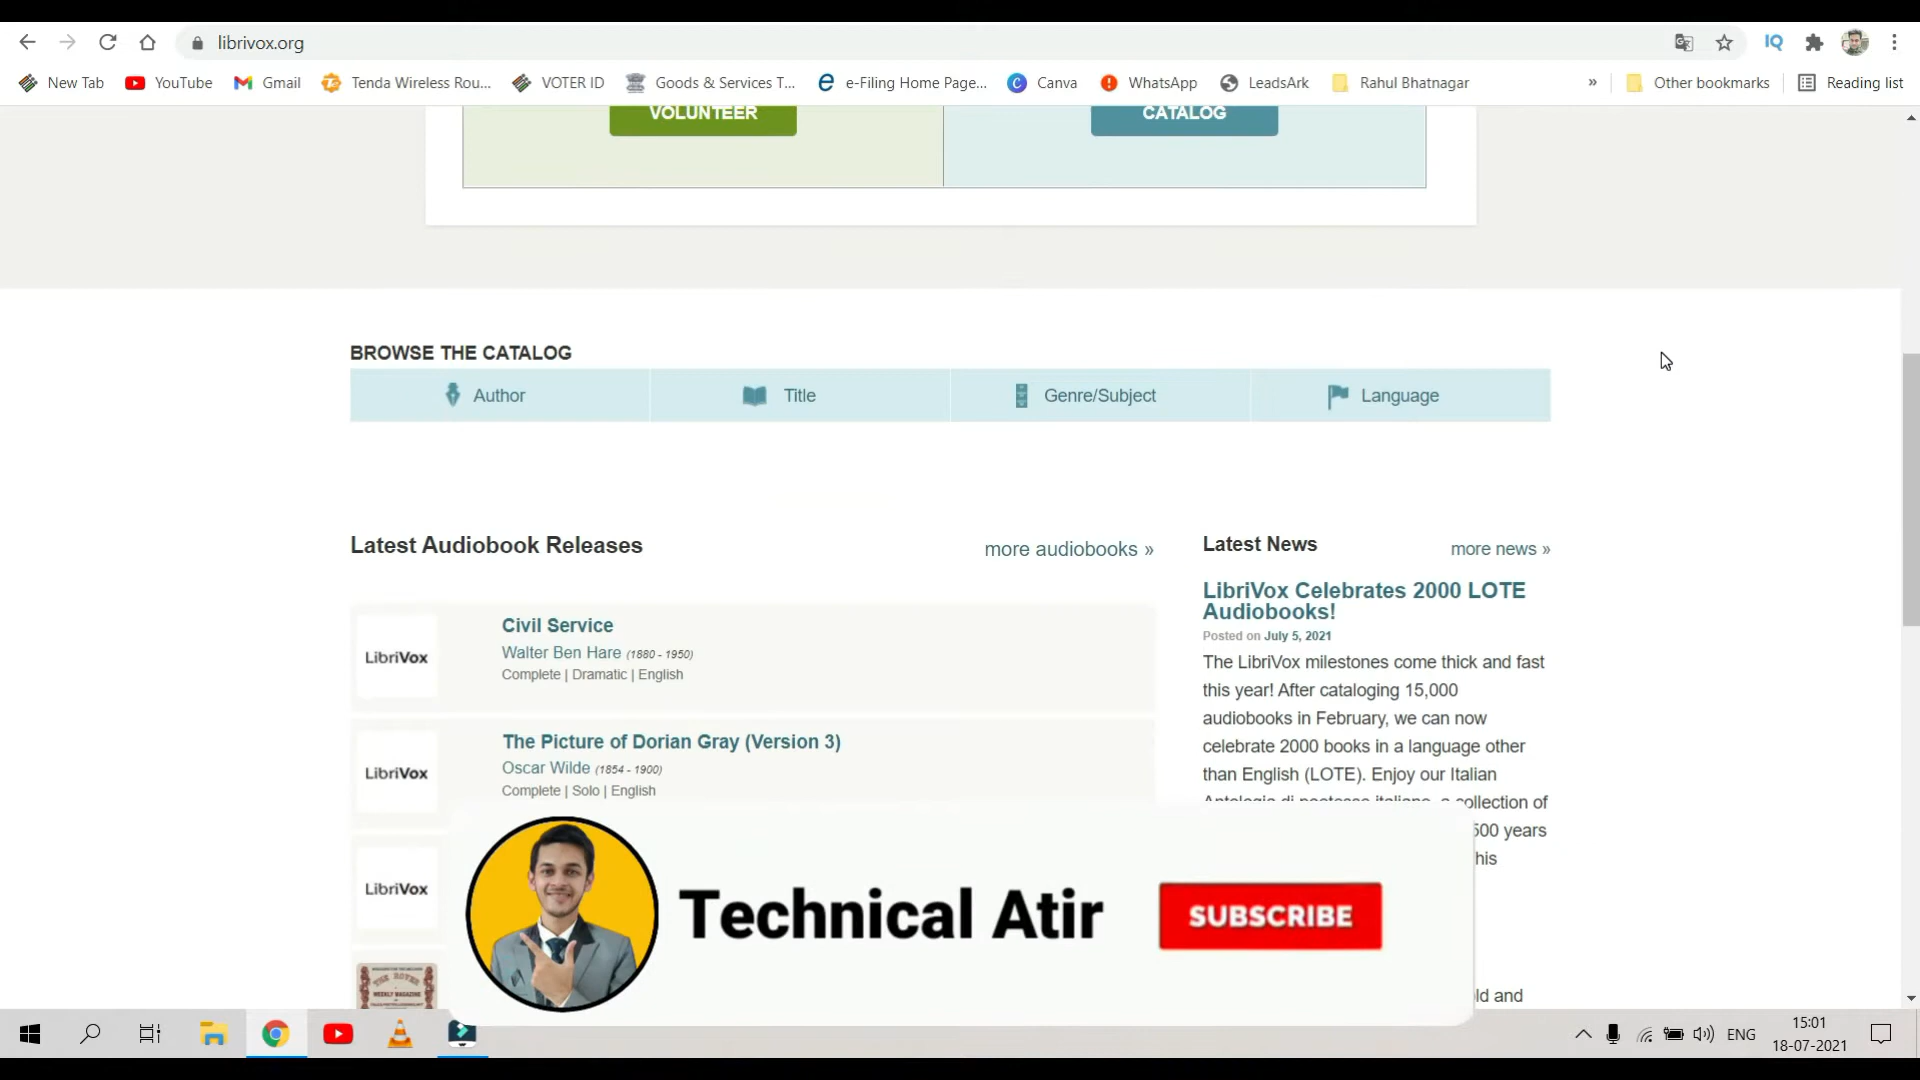 librivox.org
IQ
New Tab
YouTube
Gmail
Tenda Wireless Rou...
VOTER ID
Goods & Services T...
e-Filing Home Page...
Canva
WhatsApp
LeadsArk
Rahul Bhatnagar
»
Other bookmarks
Reading list
VOLUNTEER
CATALOG
BROWSE THE CATALOG
Author
Title
Genre/Subject
Language
Latest Audiobook Releases
more audiobooks »
LibriVox
Civil Service
Walter Ben Hare (1880 - 1950)
Complete | Dramatic | English
LibriVox
The Picture of Dorian Gray (Version 3)
Oscar Wilde (1854 - 1900)
Complete | Solo | English
LibriVox
Latest News
more news »
LibriVox Celebrates 2000 LOTE
Audiobooks!
Posted on July 5, 2021
The LibriVox milestones come thick and fast
this year! After cataloging 15,000
audiobooks in February, we can now
celebrate 2000 books in a language other
than English (LOTE). Enjoy our Italian
Antologia di poetesse italiane, a collection of
500 years
his
ld and
Technical Atir
SUBSCRIBE
ENG
15:01
18-07-2021